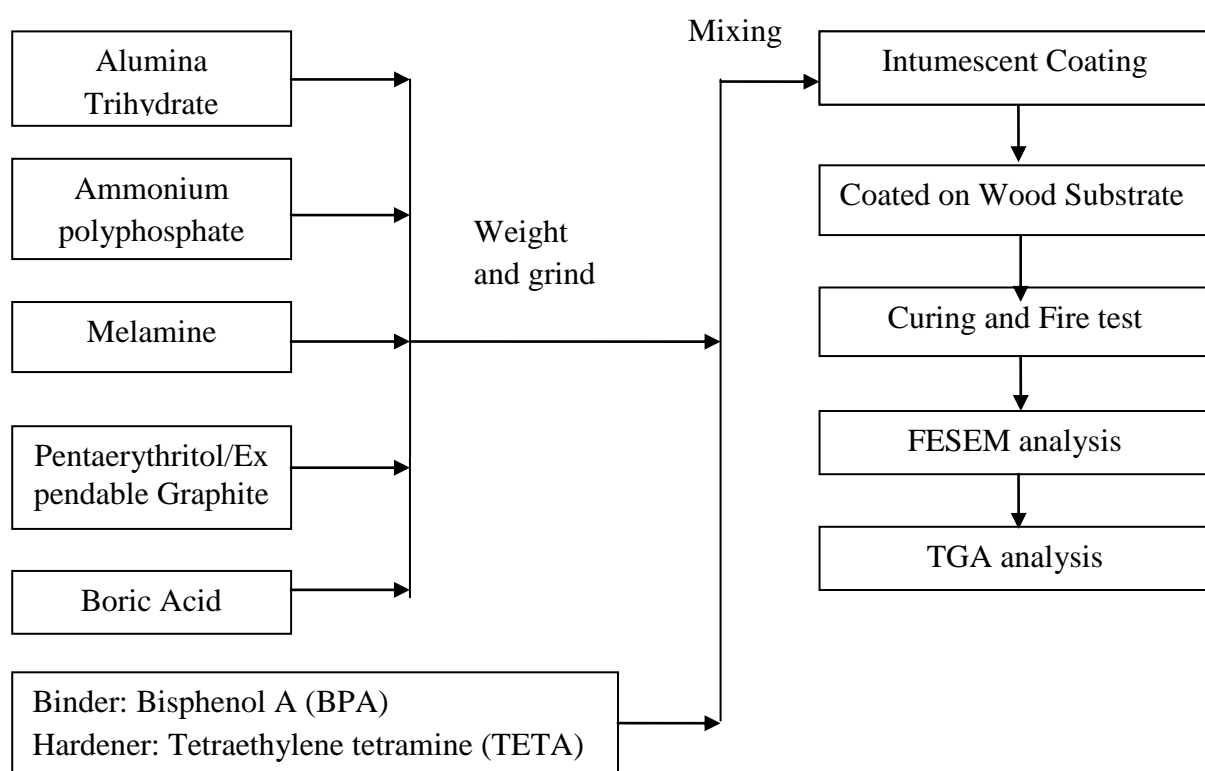 Alumina
Trihydrate
Ammonium
polyphosphate
Melamine
Pentaerythritol/Ex
pendable Graphite
Boric Acid
Binder: Bisphenol A (BPA)
Hardener: Tetraethylene tetramine (TETA)
Weight
and grind
Mixing
Intumescent Coating
Coated on Wood Substrate
Curing and Fire test
FESEM analysis
TGA analysis